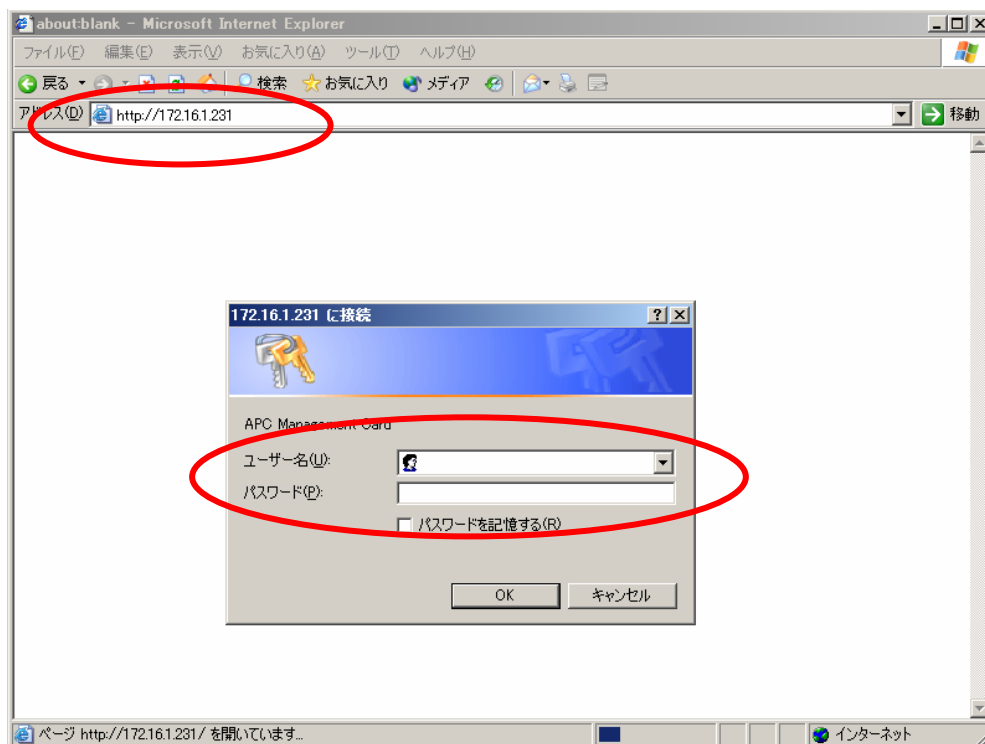 about:blank - Microsoft Internet Explorer
ファイル(F) 編集(E) 表示(V) お気に入り(A) ツール(T) ヘルプ(H)
戻る 検索 お気に入り メディア
アドレス(D) http://172.16.1.231 移動
172.16.1.231 に接続
APC Management Card
ユーザー名(U):
パスワード(P):
パスワードを記憶する(R)
OK キャンセル
ページ http://172.16.1.231/ を開いています... インターネット